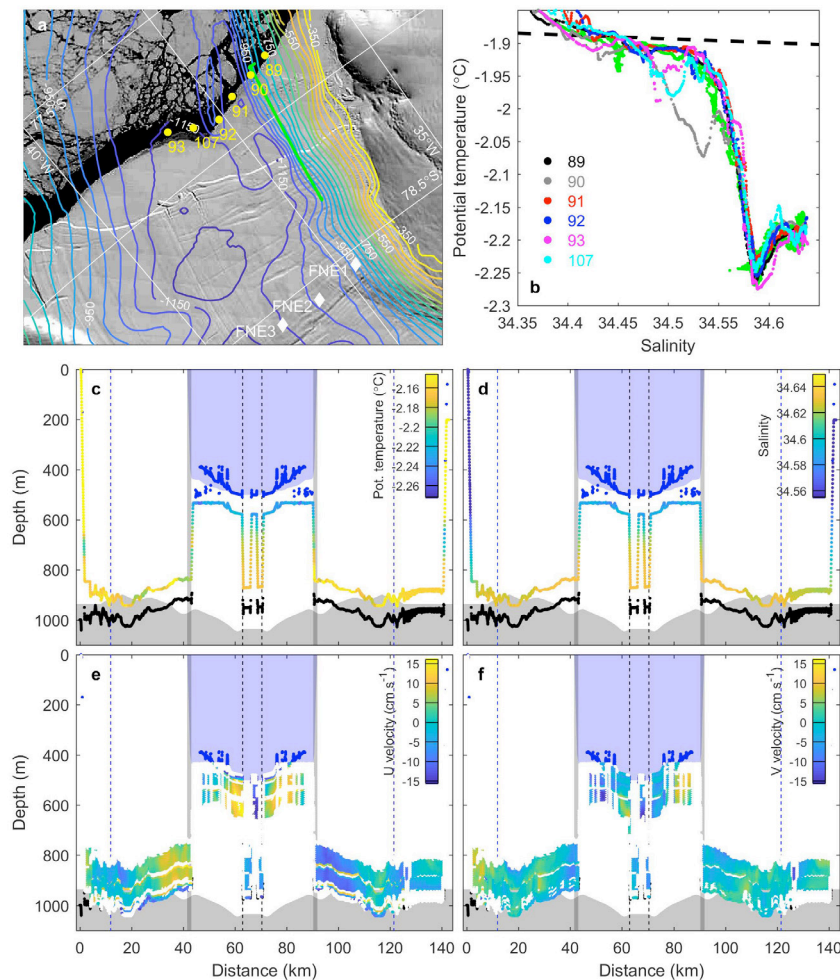 a
-950
750
-550
350
89
90
91
92
107
93
-1150
-950
40°W
35°W
78.5°S
-1150
-950
-750
-350
FNE1
FNE2
FNE3
-1150
950
Potential temperature (°C)
-1.9
-1.95
-2
-2.05
-2.1
-2.15
-2.2
-2.25
-2.3
89
90
91
92
93
107
b
34.35 34.4 34.45 34.5 34.55 34.6
Salinity
c
Depth (m)
0
200
400
600
800
1000
Pot. temperature (°C)
-2.16
-2.18
-2.2
-2.22
-2.24
-2.26
d
Salinity
34.64
34.62
34.6
34.58
34.56
e
Depth (m)
0
200
400
600
800
1000
U velocity (cm s⁻¹)
15
10
5
0
-5
-10
-15
0 20 40 60 80 100 120 140
Distance (km)
f
V velocity (cm s⁻¹)
15
10
5
0
-5
-10
-15
0 20 40 60 80 100 120 140
Distance (km)